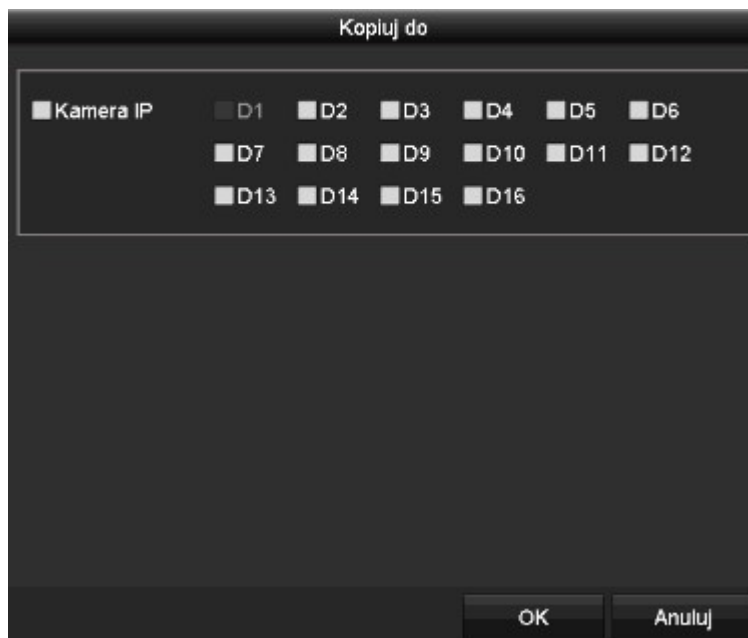 Kopiuj do
Kamera IP D1 D2 D3 D4 D5 D6
D7 D8 D9 D10 D11 D12
D13 D14 D15 D16
OK Anuluj